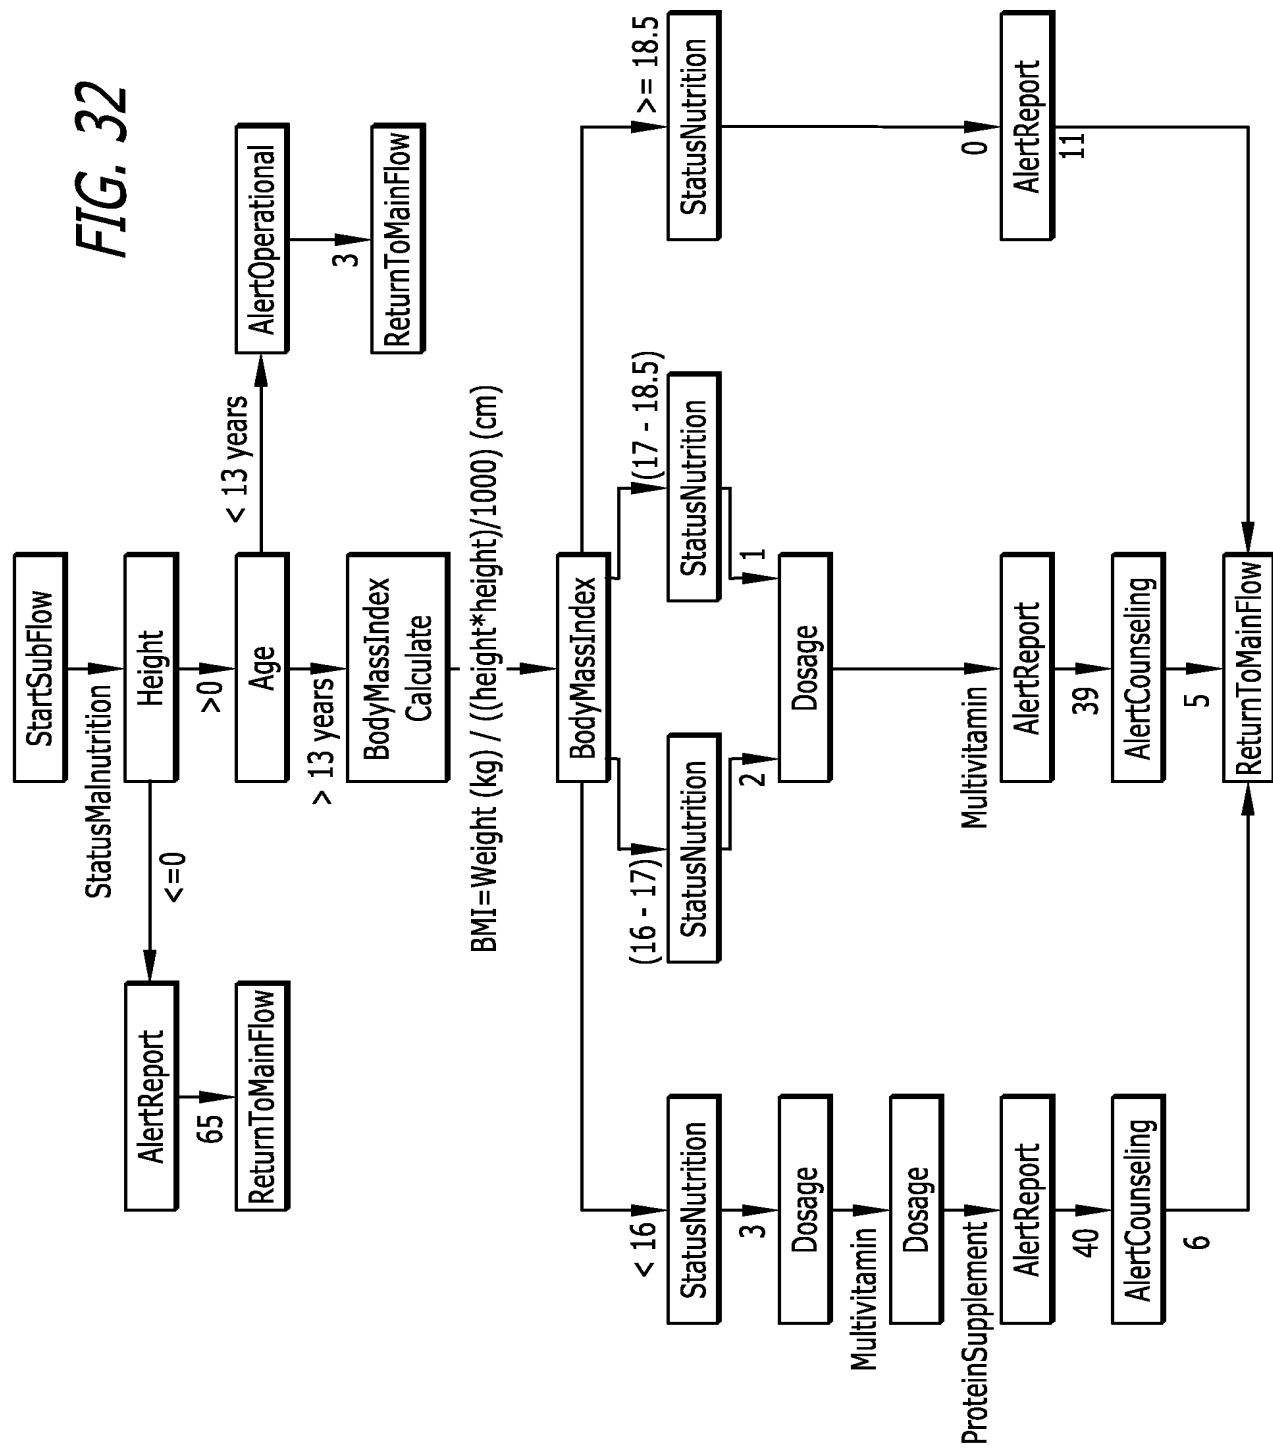 FIG. 32
StartSubFlow
StatusMalnutrition
Height
<=0
AlertReport
65
ReturnToMainFlow
>0
Age
< 13 years
AlertOperational
3
ReturnToMainFlow
> 13 years
BodyMassIndex
Calculate
BMI=Weight (kg) / ((height*height)/1000) (cm)
BodyMassIndex
< 16
StatusNutrition
3
Dosage
Multivitamin
Dosage
ProteinSupplement
AlertReport
40
AlertCounseling
6
(16 - 17)
StatusNutrition
2
(17 - 18.5)
StatusNutrition
1
Dosage
Multivitamin
AlertReport
39
AlertCounseling
5
>= 18.5
StatusNutrition
0
AlertReport
11
ReturnToMainFlow